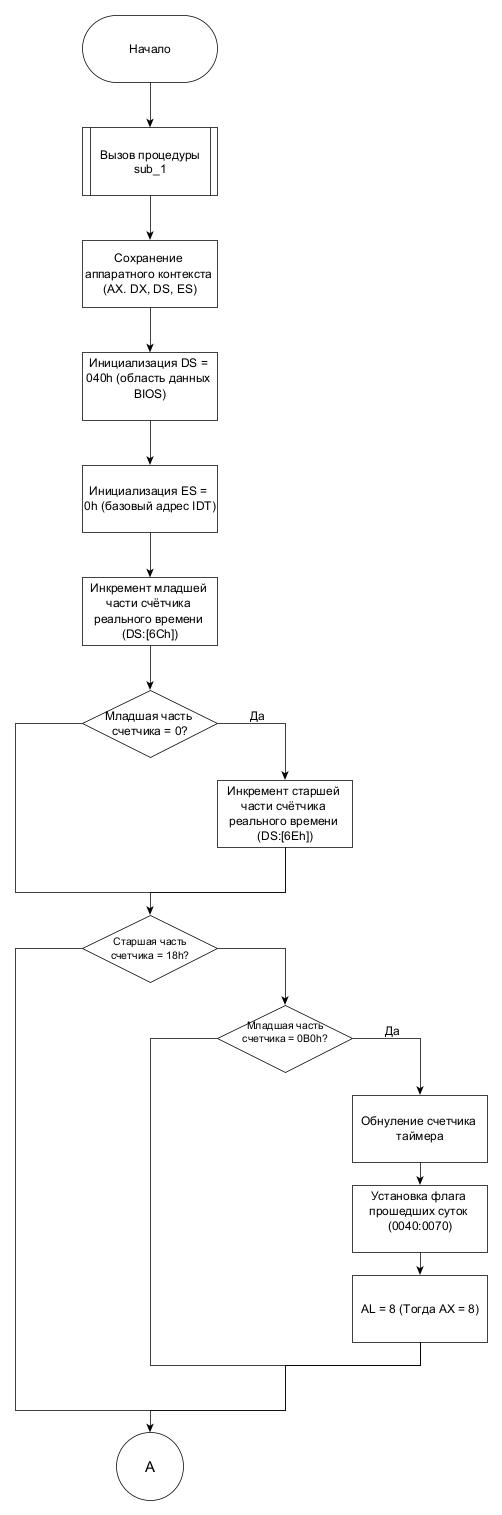 Начало
Вызов процедуры
sub_1
Сохранение
аппаратного контекста
(AX. DX, DS, ES)
Инициализация DS =
040h (область данных
BIOS)
Инициализация ES =
0h (базовый адрес IDT)
Инкремент младшей
части счётчика
реального времени
(DS:[6Ch])
Младшая часть
счетчика = 0?
Да
Инкремент старшей
части счётчика
реального времени
(DS:[6Eh])
Старшая часть
счетчика = 18h?
Младшая часть
счетчика = 0B0h?
Да
Обнуление счетчика
таймера
Установка флага
прошедших суток
(0040:0070)
AL = 8 (Тогда AX = 8)
A